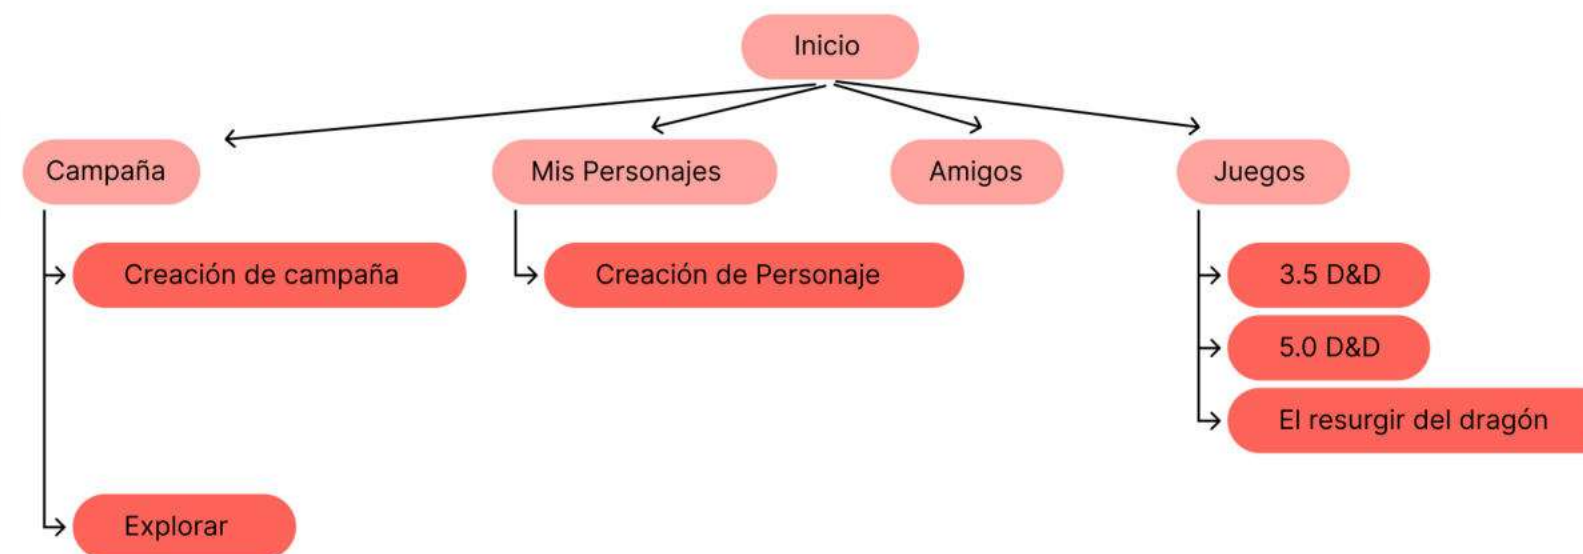 Inicio
Campaña
Mis Personajes
Amigos
Juegos
Creación de campaña
Creación de Personaje
3.5 D&D
5.0 D&D
El resurgir del dragón
Explorar